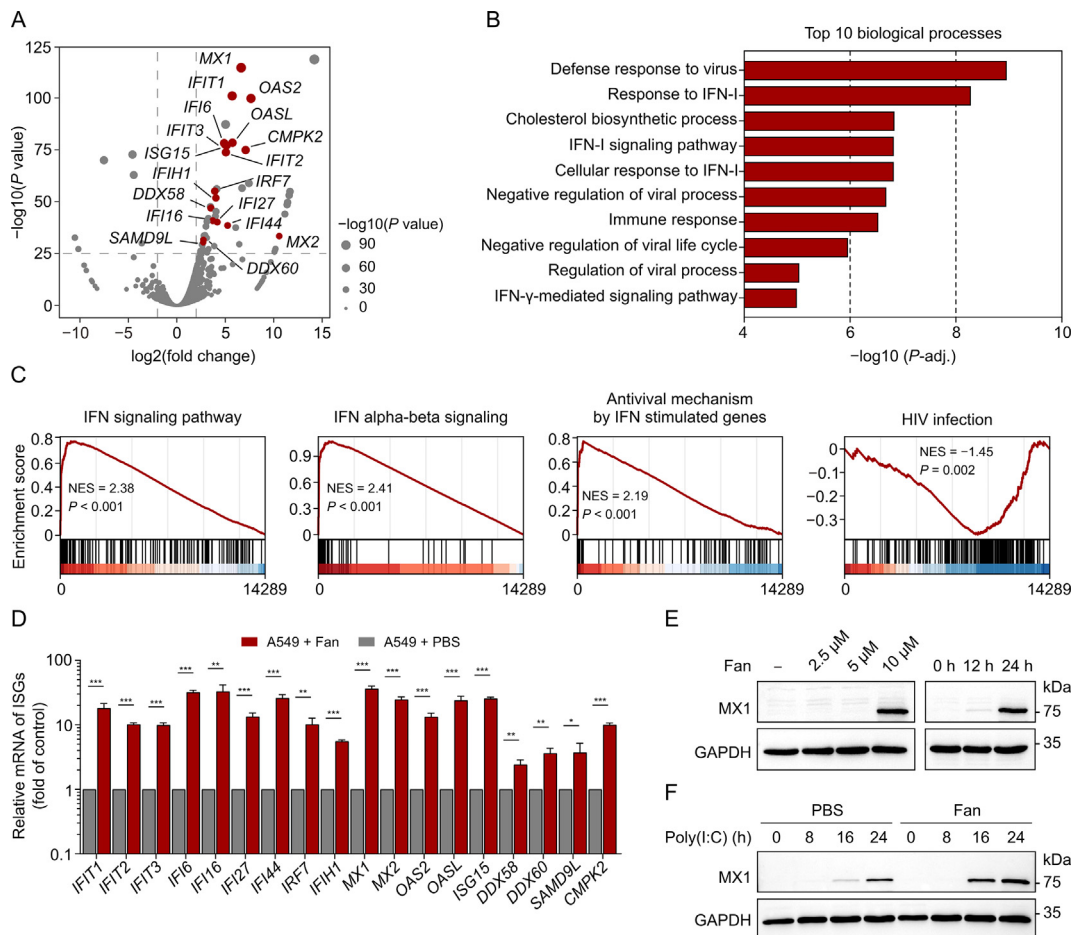 A
125
100
75
50
25
0
−log10(P value)
MX1
IFIT1
OAS2
IFI6
OASL
IFIT3
CMPK2
ISG15
IFIT2
IFIH1
IRF7
DDX58
IFI27
IFI16
IFI44
SAMD9L
MX2
DDX60
−10 −5 0 5 10 15
log2(fold change)
−log10(P value)
90
60
30
0
B
Top 10 biological processes
Defense response to virus
Response to IFN-I
Cholesterol biosynthetic process
IFN-I signaling pathway
Cellular response to IFN-I
Negative regulation of viral process
Immune response
Negative regulation of viral life cycle
Regulation of viral process
IFN-γ-mediated signaling pathway
4 6 8 10
−log10 (P-adj.)
C
Enrichment score
IFN signaling pathway
0.8
0.6
0.4
0.2
0
NES = 2.38
P < 0.001
0 14289
IFN alpha-beta signaling
0.9
0.6
0.3
0
NES = 2.41
P < 0.001
0 14289
Antivival mechanism
by IFN stimulated genes
0.8
0.6
0.4
0.2
0
NES = 2.19
P < 0.001
0 14289
HIV infection
0
−0.1
−0.2
−0.3
NES = −1.45
P = 0.002
0 14289
D
A549 + Fan A549 + PBS
Relative mRNA of ISGs
(fold of control)
100
10
1
0.1
*** *** *** *** ** *** *** ** *** *** *** *** *** *** ** ** * ***
IFIT1 IFIT2 IFIT3 IFI6 IFI16 IFI27 IFI44 IRF7 IFIH1 MX1 MX2 OAS2 OASL ISG15 DDX58 DDX60 SAMD9L CMPK2
E
Fan − 2.5 μM 5 μM 10 μM 0 h 12 h 24 h
kDa
MX1 75
GAPDH 35
F
PBS Fan
Poly(I:C) (h) 0 8 16 24 0 8 16 24
kDa
MX1 75
GAPDH 35